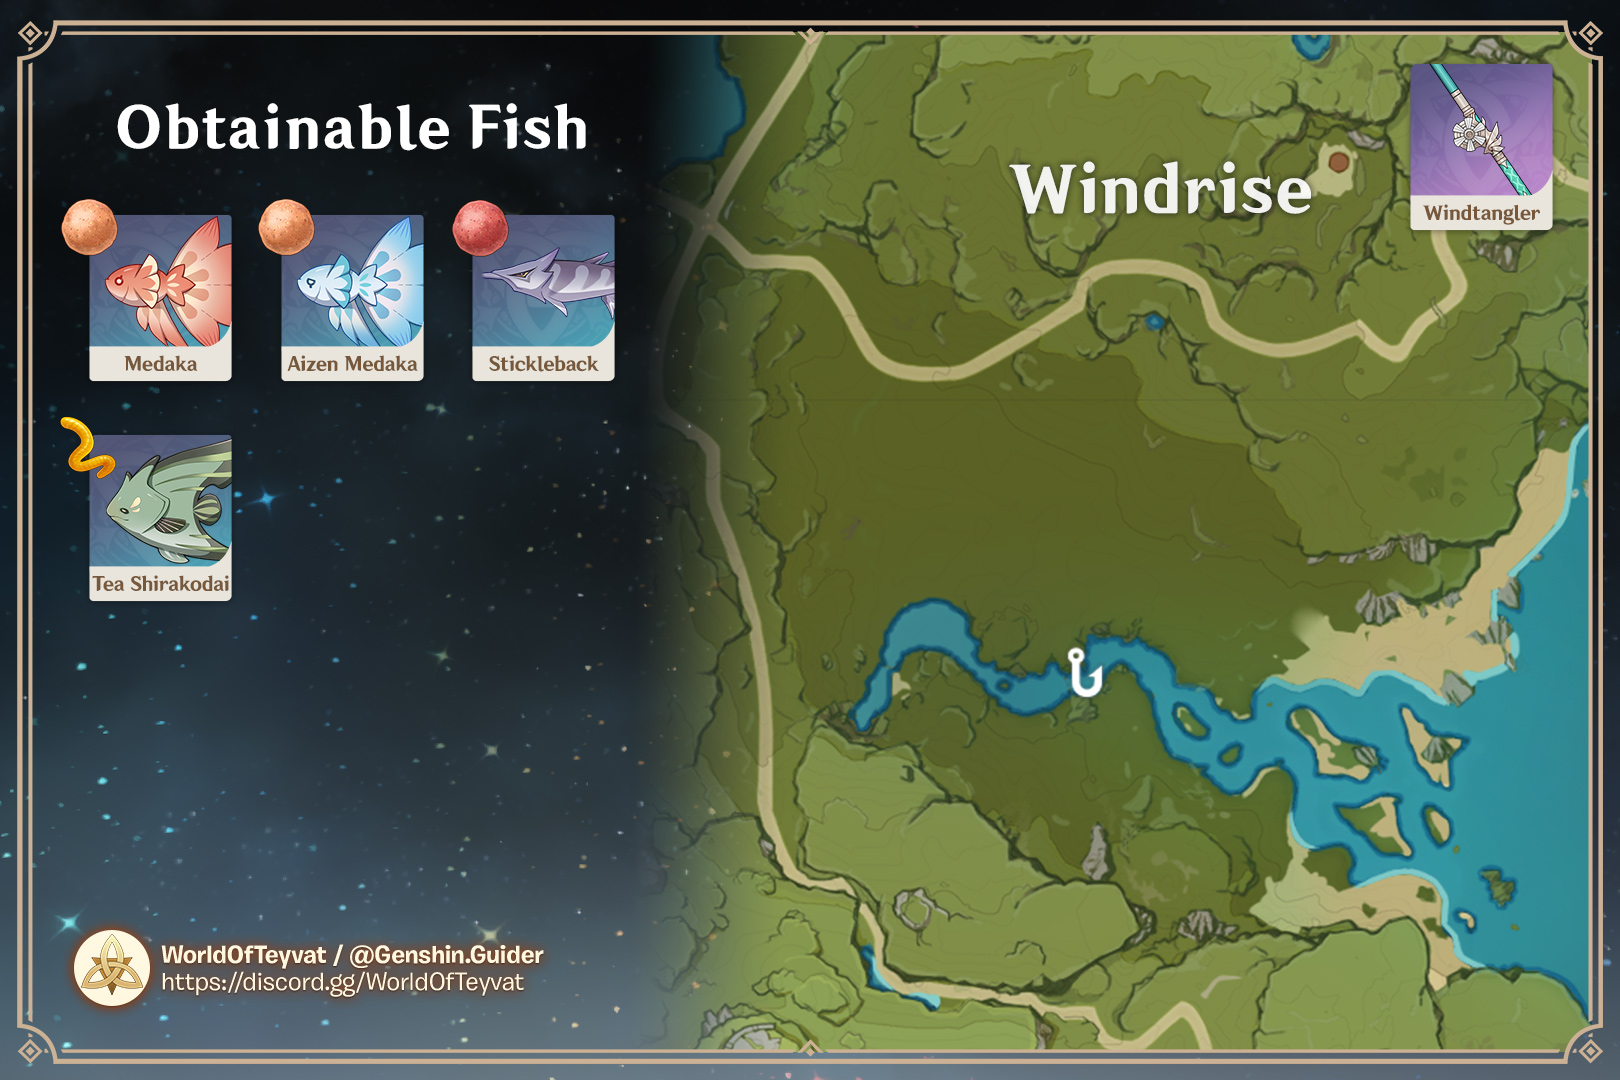 Obtainable Fish
Windrise
Windtangler
Medaka
Aizen Medaka
Stickleback
Tea Shirakodai
WorldOfTeyvat / @Genshin.Guider
https://discord.gg/WorldOfTeyvat